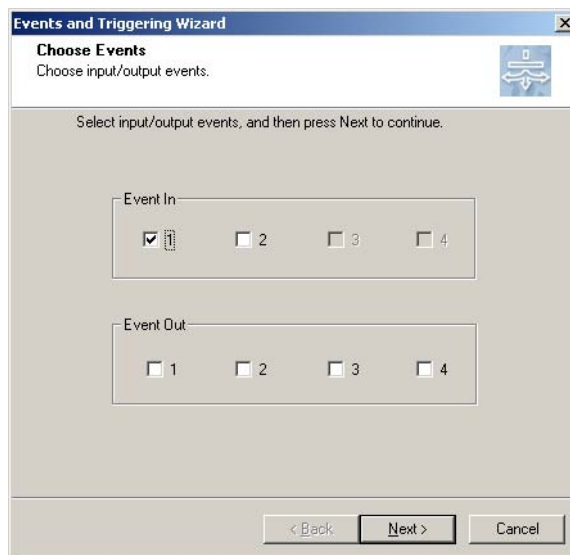 Events and Triggering Wizard
Choose Events
Choose input/output events.
Select input/output events, and then press Next to continue.
Event In
1 2 3 4
Event Out
1 2 3 4
< Back Next > Cancel